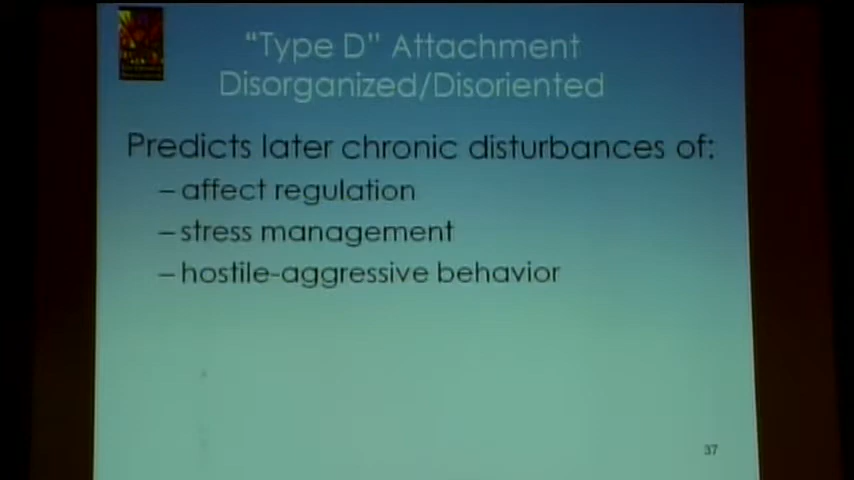 “Type D” Attachment
Disorganized/Disoriented
Predicts later chronic disturbances of:
– affect regulation
– stress management
– hostile-aggressive behavior
37